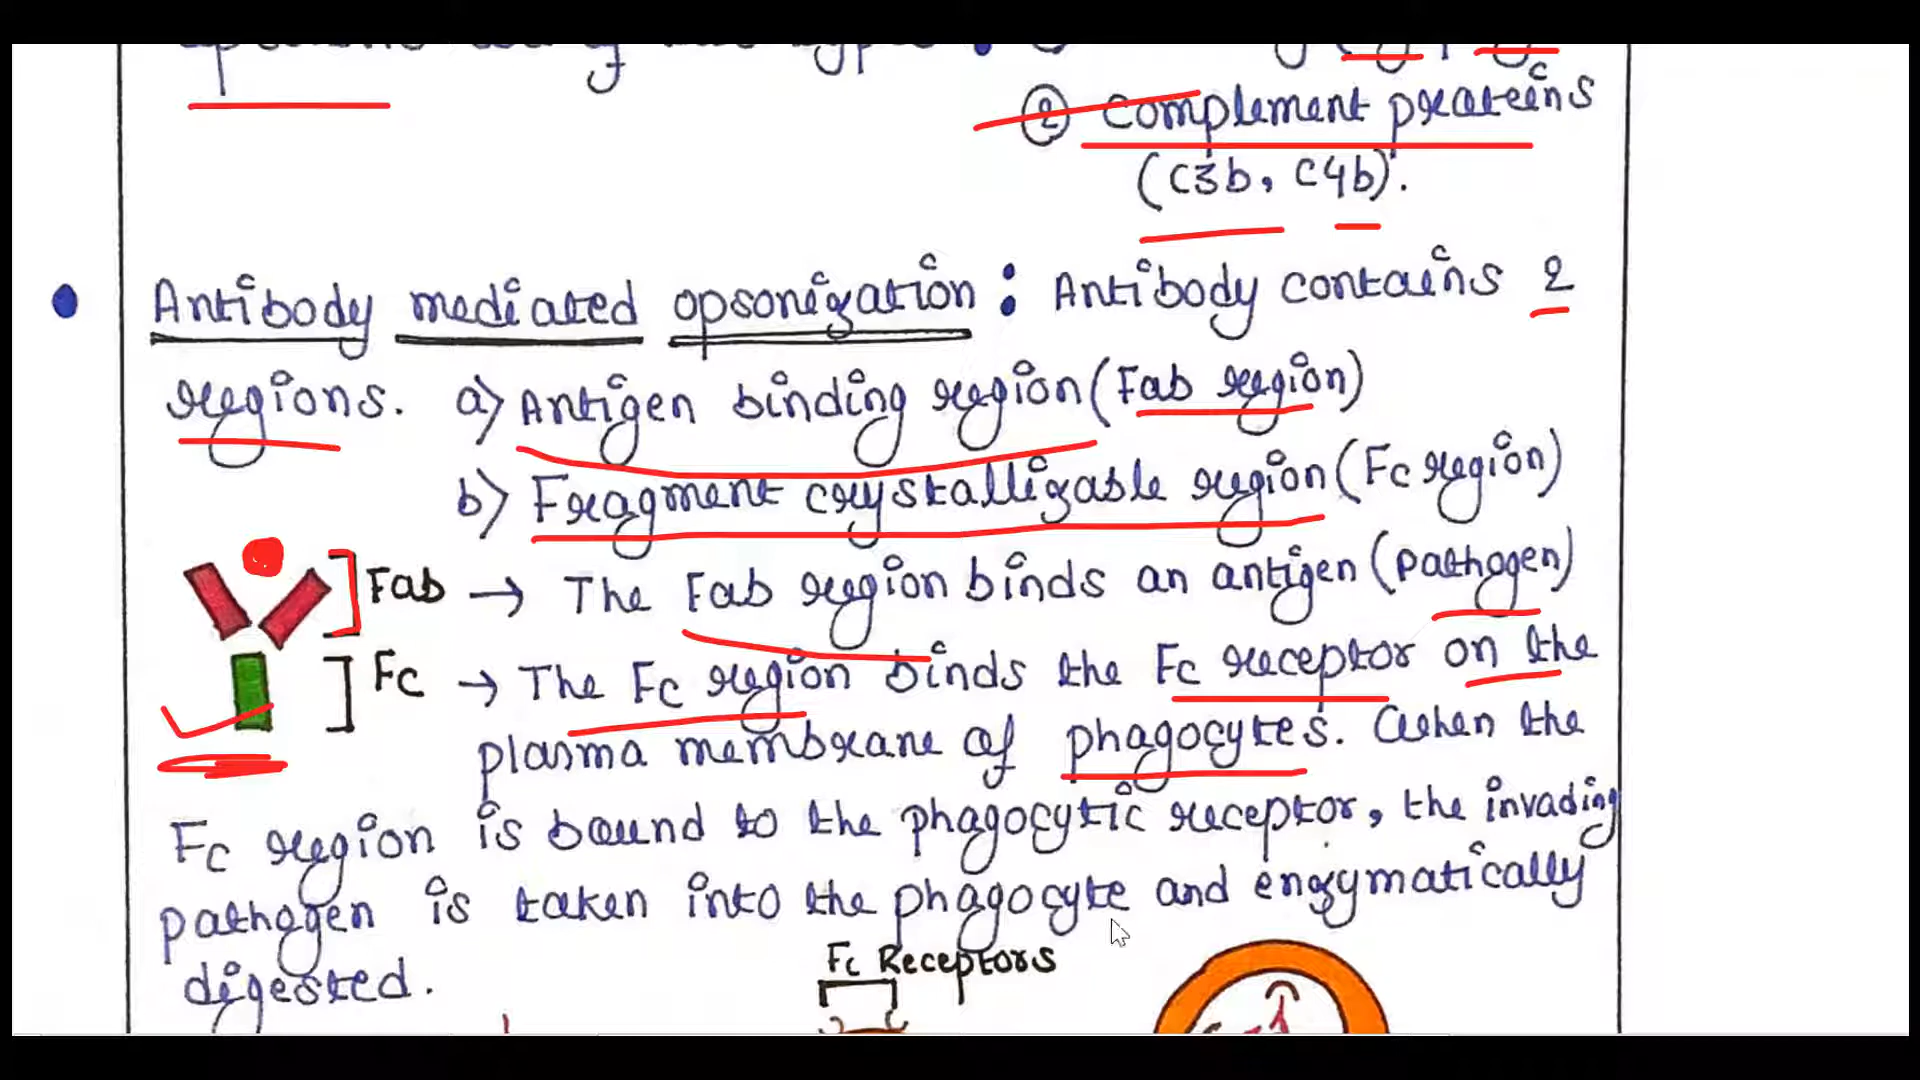 ② Complement proteins
(C3b, C4b).
Antibody mediated opsonization : Antibody contains 2
regions. a) Antigen binding region (Fab region)
b) Fragment crystallizable region (Fc region)
Fab → The Fab region binds an antigen (pathogen)
Fc → The Fc region binds the Fc receptor on the
plasma membrane of phagocytes. When the
Fc region is bound to the phagocytic receptor, the invading
pathogen is taken into the phagocyte and enzymatically
digested.
Fc Receptors